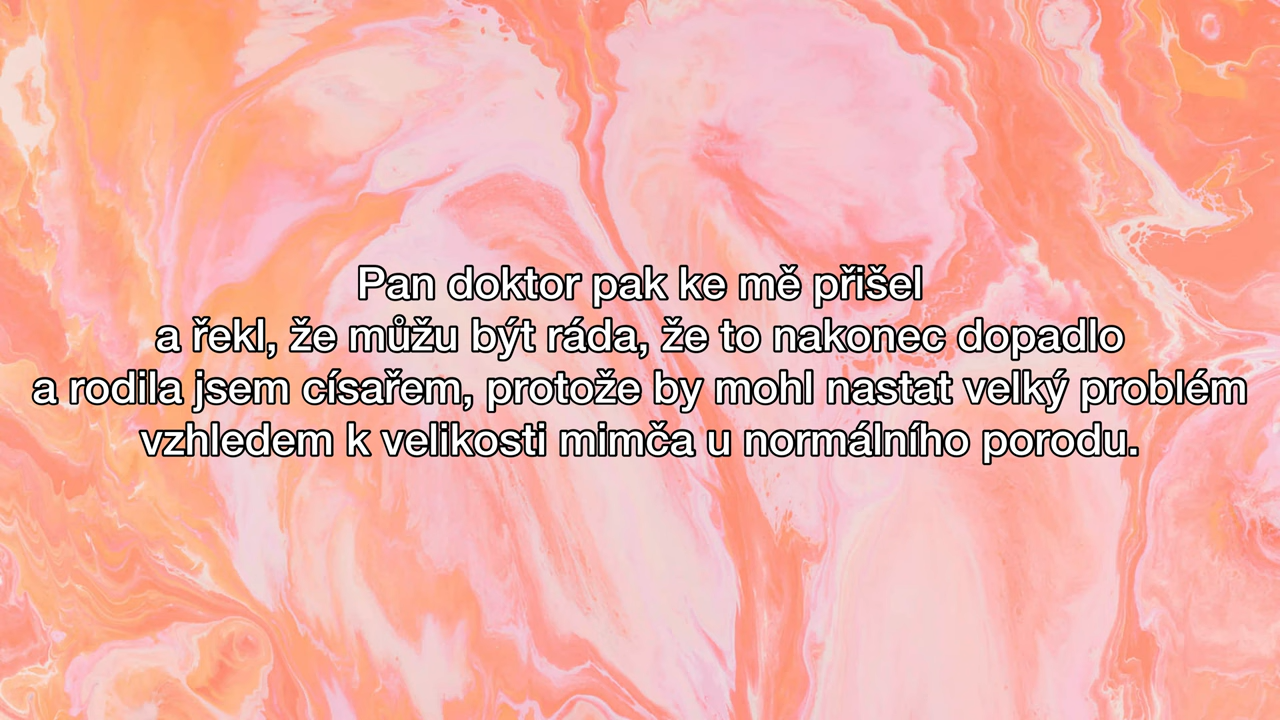 Pan doktor pak ke mě přišel
a řekl, že můžu být ráda, že to nakonec dopadlo
a rodila jsem císařem, protože by mohl nastat velký problém
vzhledem k velikosti mimča u normálního porodu.